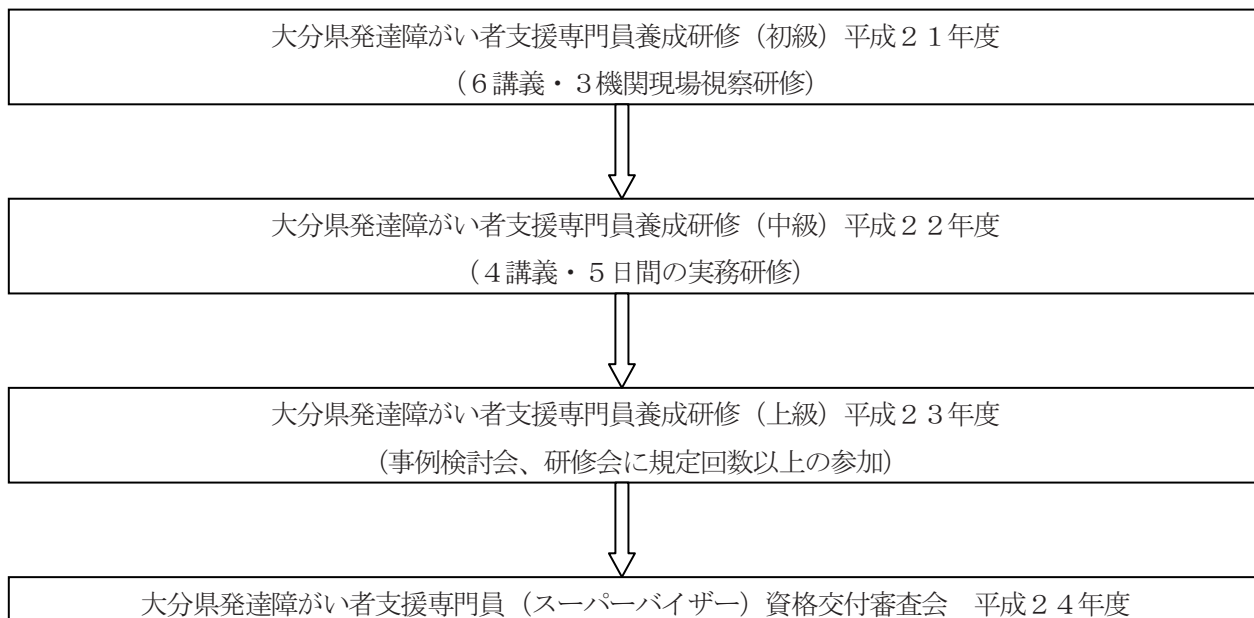 大分県発達障がい者支援専門員養成研修（初級）平成２１年度
（６講義・３機関現場視察研修）
大分県発達障がい者支援専門員養成研修（中級）平成２２年度
（４講義・５日間の実務研修）
大分県発達障がい者支援専門員養成研修（上級）平成２３年度
（事例検討会、研修会に規定回数以上の参加）
大分県発達障がい者支援専門員（スーパーバイザー）資格交付審査会　平成２４年度